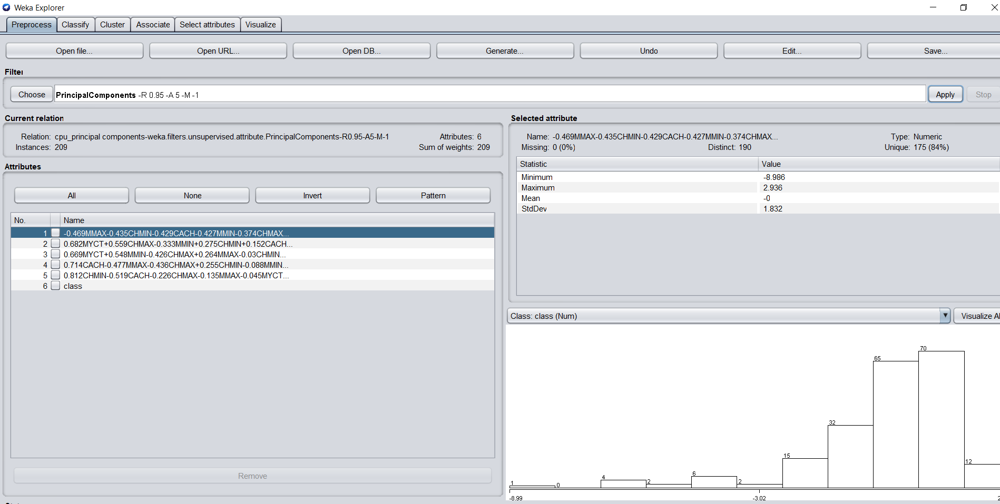 Weka Explorer
Preprocess Classify Cluster Associate Select attributes Visualize
Open file... Open URL... Open DB... Generate... Undo Edit... Save...
Filter
Choose PrincipalComponents -R 0.95 -A 5 -M -1 Apply Stop
Current relation
Relation: cpu_principal components-weka.filters.unsupervised.attribute.PrincipalComponents-R0.95-A5-M-1 Attributes: 6
Instances: 209 Sum of weights: 209
Attributes
All None Invert Pattern
No. Name
1 -0.469MMAX-0.435CHMIN-0.429CACH-0.427MMIN-0.374CHMAX...
2 0.682MYCT+0.559CHMAX-0.333MMIN+0.275CHMIN+0.152CACH...
3 0.669MYCT+0.548MMIN-0.426CHMAX+0.264MMAX-0.03CHMIN...
4 0.714CACH-0.477MMAX-0.436CHMAX+0.255CHMIN-0.088MMIN...
5 0.812CHMIN-0.519CACH-0.226CHMAX-0.135MMAX-0.045MYCT...
6 class
Remove
Selected attribute
Name: -0.469MMAX-0.435CHMIN-0.429CACH-0.427MMIN-0.374CHMAX... Type: Numeric
Missing: 0 (0%) Distinct: 190 Unique: 175 (84%)
Statistic Value
Minimum -8.986
Maximum 2.936
Mean -0
StdDev 1.832
Class: class (Num) Visualize Al
1 0 4 2 6 2 15 32 65 70 12
-8.99 -3.02 2